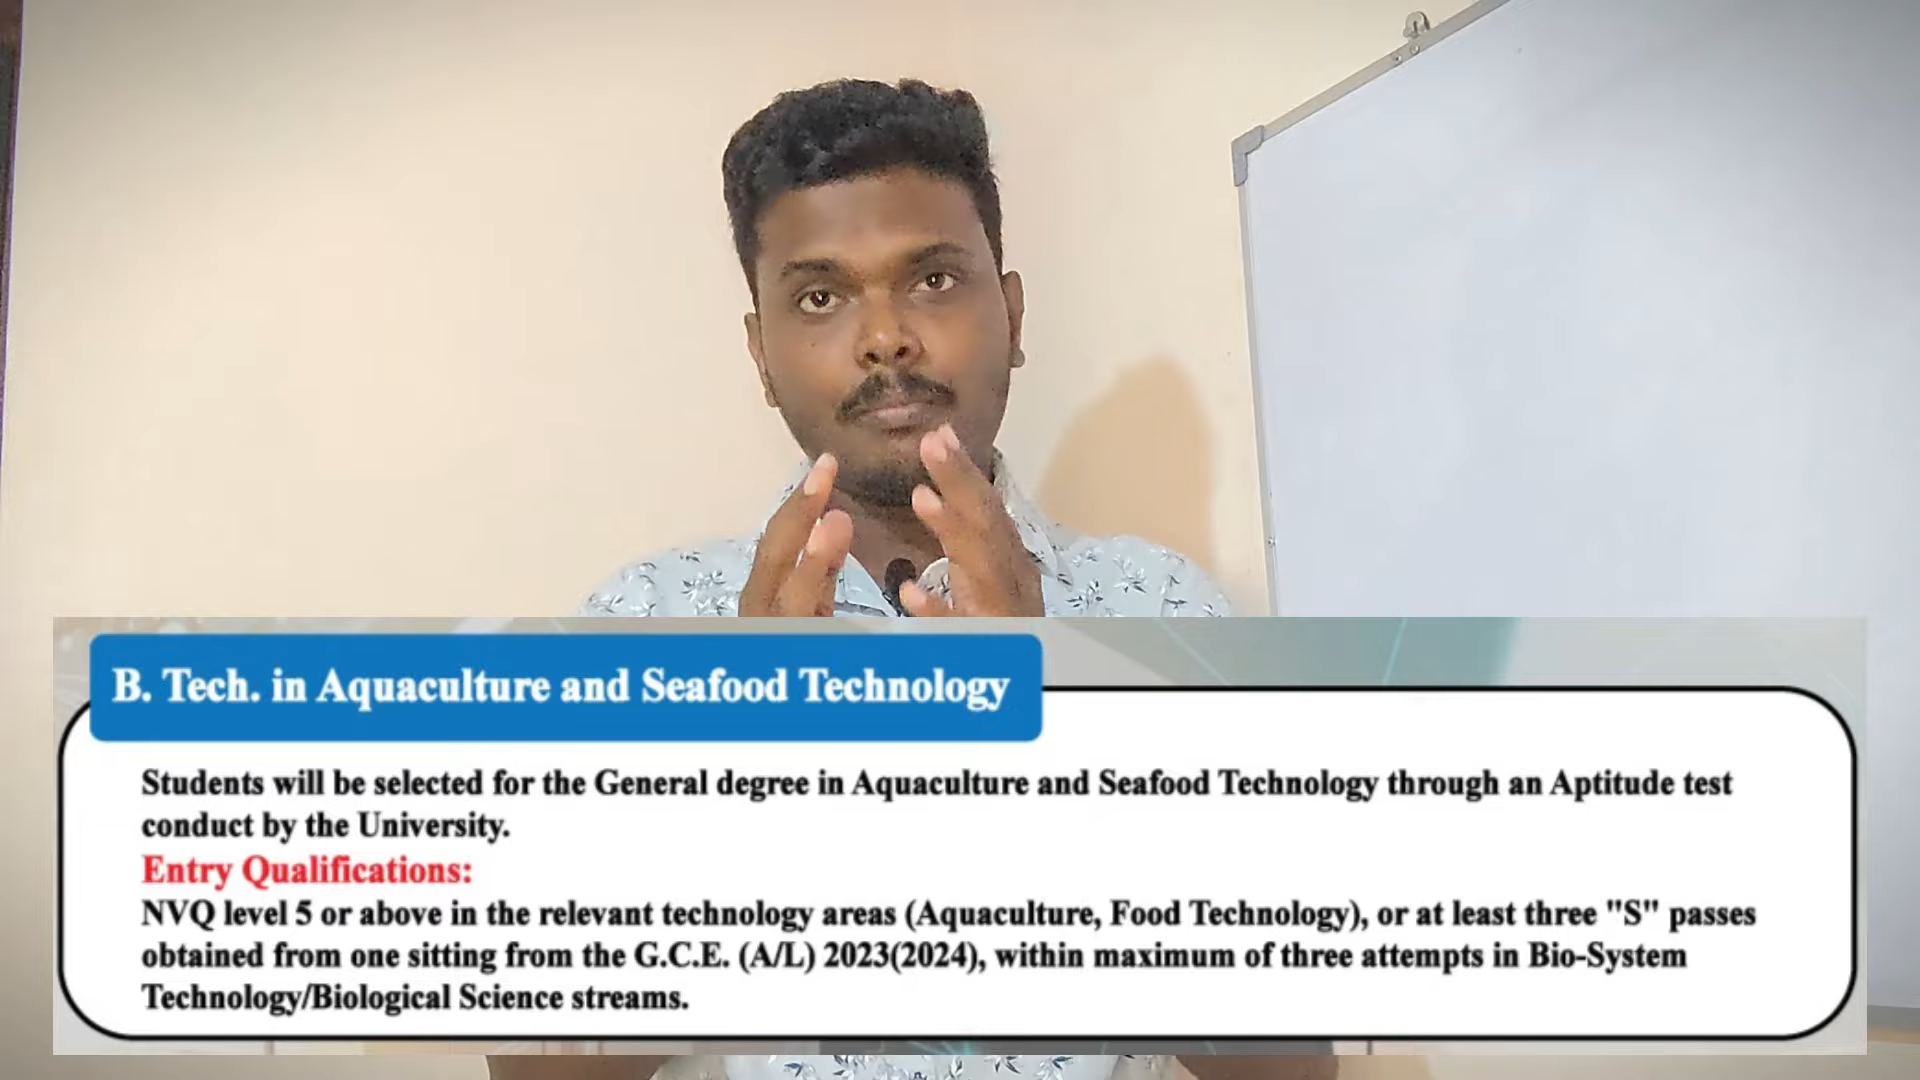 B. Tech. in Aquaculture and Seafood Technology
Students will be selected for the General degree in Aquaculture and Seafood Technology through an Aptitude test
conduct by the University.
Entry Qualifications:
NVQ level 5 or above in the relevant technology areas (Aquaculture, Food Technology), or at least three "S" passes
obtained from one sitting from the G.C.E. (A/L) 2023(2024), within maximum of three attempts in Bio-System
Technology/Biological Science streams.